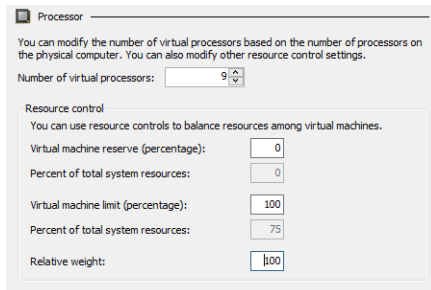 Processor
You can modify the number of virtual processors based on the number of processors on
the physical computer. You can also modify other resource control settings.
Number of virtual processors: 9
Resource control
You can use resource controls to balance resources among virtual machines.
Virtual machine reserve (percentage): 0
Percent of total system resources: 0
Virtual machine limit (percentage): 100
Percent of total system resources: 75
Relative weight: 100